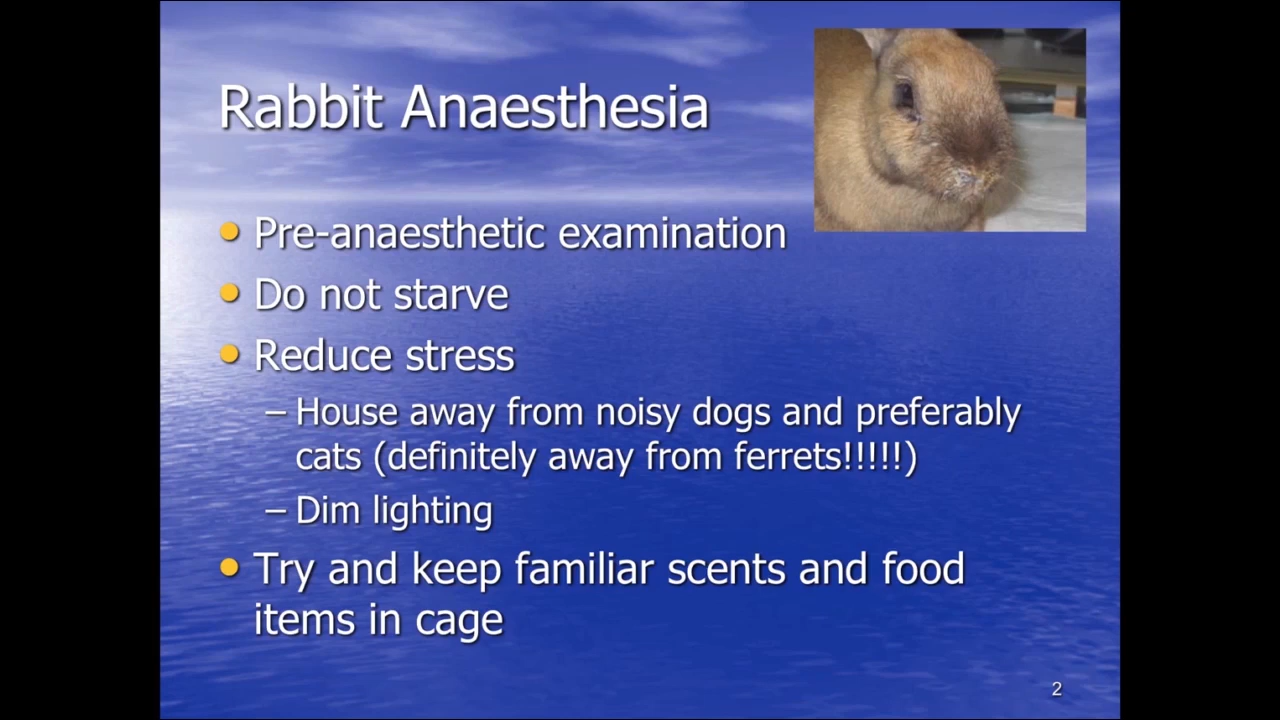 Rabbit Anaesthesia
• Pre-anaesthetic examination
• Do not starve
• Reduce stress
– House away from noisy dogs and preferably
cats (definitely away from ferrets!!!!!)
– Dim lighting
• Try and keep familiar scents and food
items in cage
2